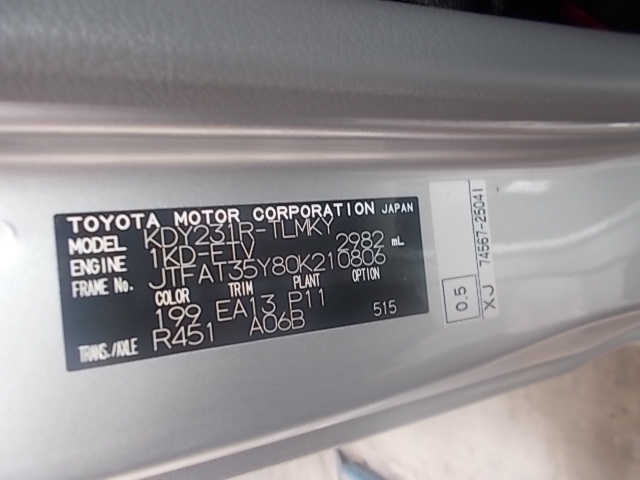 TOYOTA MOTOR CORPORATION JAPAN
MODEL KDY231R-TLMKY
ENGINE 1KD-FTV 2982 mL
FRAME No. JTFAT35Y80K210806
COLOR TRIM PLANT OPTION
199 EA13 P11
TRANS./AXLE R451 A06B 515
0.5
XJ 74567-25041